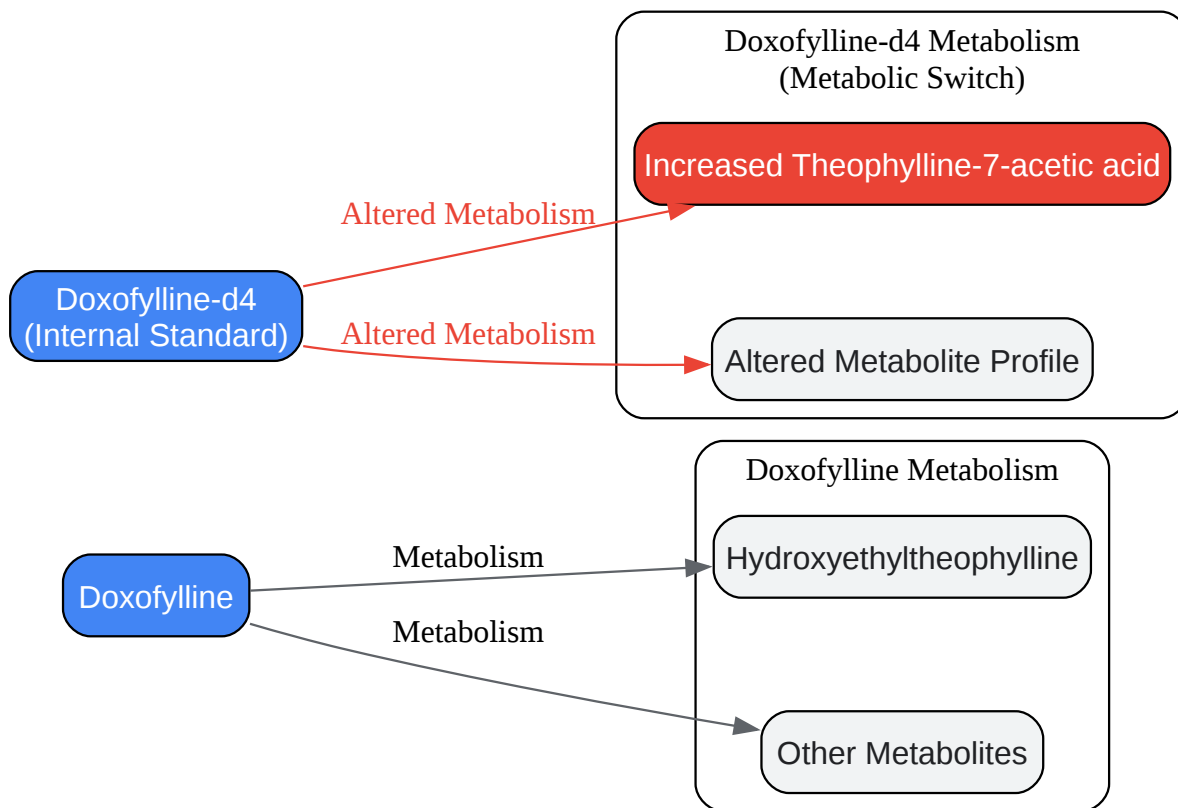 Doxofylline-d4 Metabolism
(Metabolic Switch)
Increased Theophylline-7-acetic acid
Altered Metabolism
Doxofylline-d4
(Internal Standard)
Altered Metabolism
Altered Metabolite Profile
Doxofylline Metabolism
Hydroxyethyltheophylline
Metabolism
Doxofylline
Metabolism
Other Metabolites